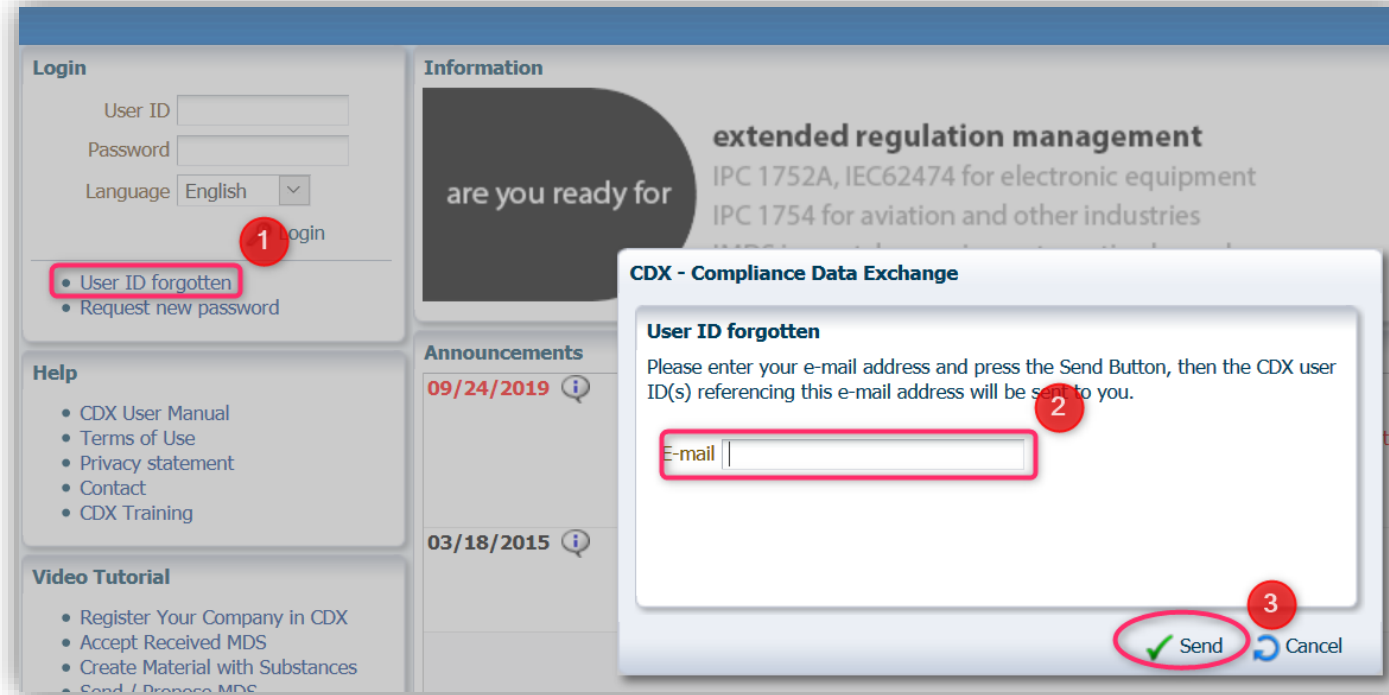 Login
User ID
Password
Language English
1
Login
• User ID forgotten
• Request new password
Help
• CDX User Manual
• Terms of Use
• Privacy statement
• Contact
• CDX Training
Video Tutorial
• Register Your Company in CDX
• Accept Received MDS
• Create Material with Substances
• Send / Propose MDS
Information
are you ready for
extended regulation management
IPC 1752A, IEC62474 for electronic equipment
IPC 1754 for aviation and other industries
Announcements
09/24/2019
03/18/2015
CDX - Compliance Data Exchange
User ID forgotten
Please enter your e-mail address and press the Send Button, then the CDX user
ID(s) referencing this e-mail address will be sent to you.
2
E-mail
3
Send
Cancel